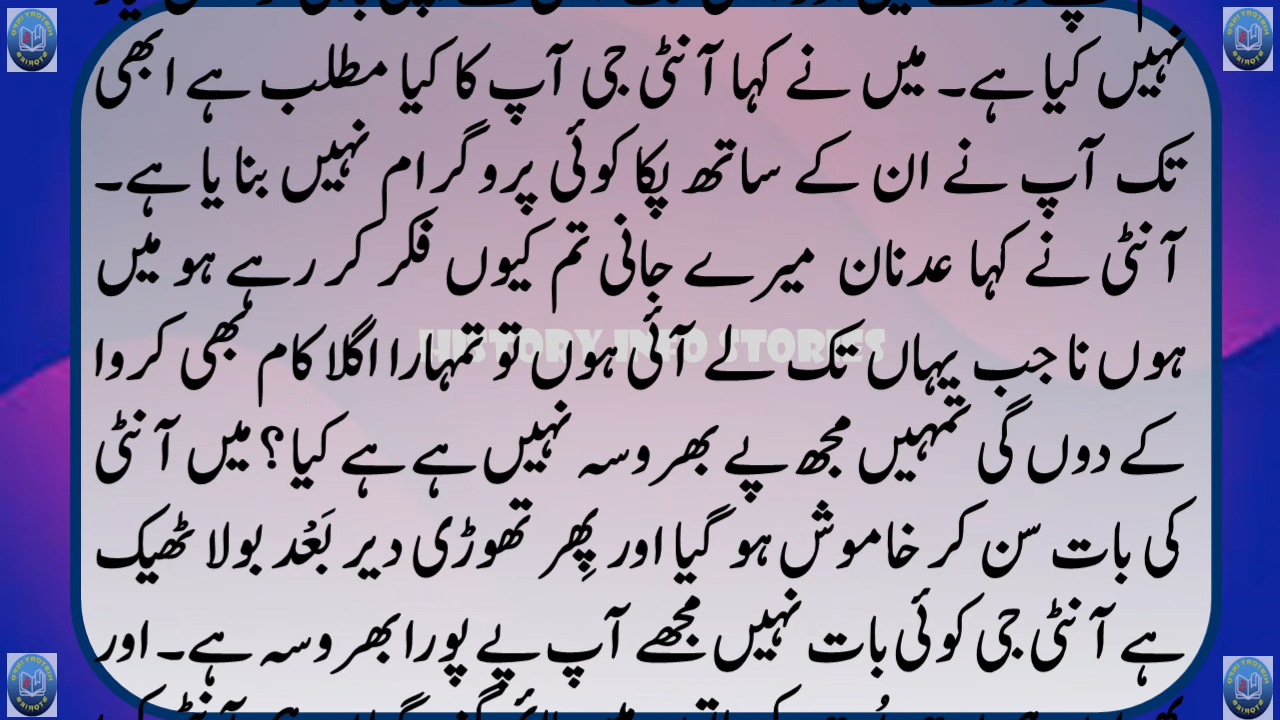 نہیں کیا ہے۔ میں نے کہا آنٹی جی آپ کا کیا مطلب ہے ابھی
تک آپ نے ان کے ساتھ پکا کوئی پروگرام نہیں بنایا ہے۔
آنٹی نے کہا عدنان میرے جانی تم کیوں فکر کر رہے ہو میں
ہوں نا جب یہاں تک لے آئی ہوں تو تمہارا اگلا کام بھی کروا
HISTORY INFO STORIES
کے دوں گی تمہیں مجھ پے بھروسہ نہیں ہے ہے کیا؟ میں آنٹی
کی بات سن کر خاموش ہو گیا اور پِھر تھوڑی دیر بَعْد بولا ٹھیک
ہے آنٹی جی کوئی بات نہیں مجھے آپ پے پورا بھروسہ ہے۔ اور